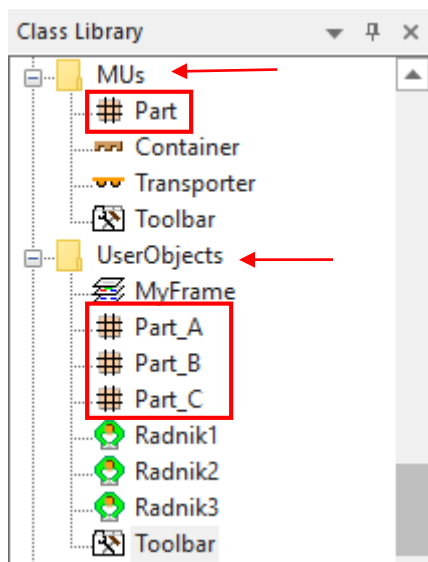 Class Library
MUs
Part
Container
Transporter
Toolbar
UserObjects
MyFrame
Part_A
Part_B
Part_C
Radnik1
Radnik2
Radnik3
Toolbar